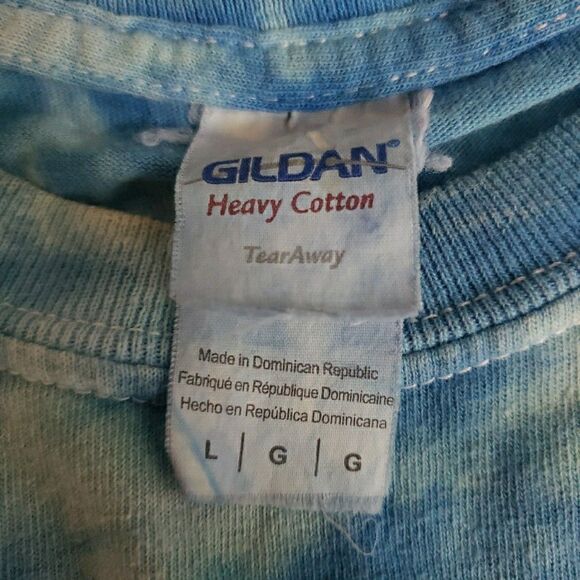 GILDAN®
Heavy Cotton
TearAway
Made in Dominican Republic
Fabriqué en République Dominicaine
Hecho en República Dominicana
L | G | G